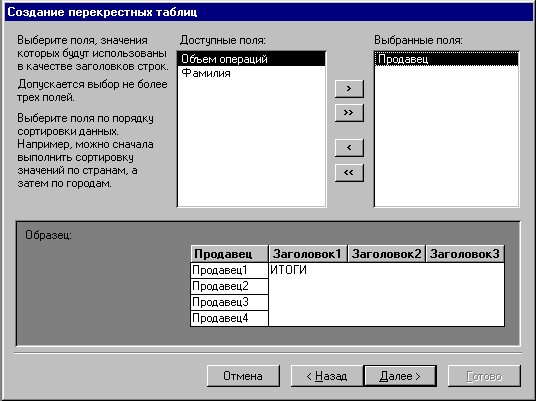 Создание перекрестных таблиц
Выберите поля, значения
которых будут использованы
в качестве заголовков строк.
Допускается выбор не более
трех полей.
Выберите поля по порядку
сортировки данных.
Например, можно сначала
выполнить сортировку
значений по странам, а
затем по городам.
Доступные поля:
Объем операций
Фамилия
>
>>
<
<<
Выбранные поля:
Продавец
Образец:
Продавец Заголовок1 Заголовок2 Заголовок3
Продавец1 ИТОГИ
Продавец2
Продавец3
Продавец4
Отмена < Назад Далее > Готово